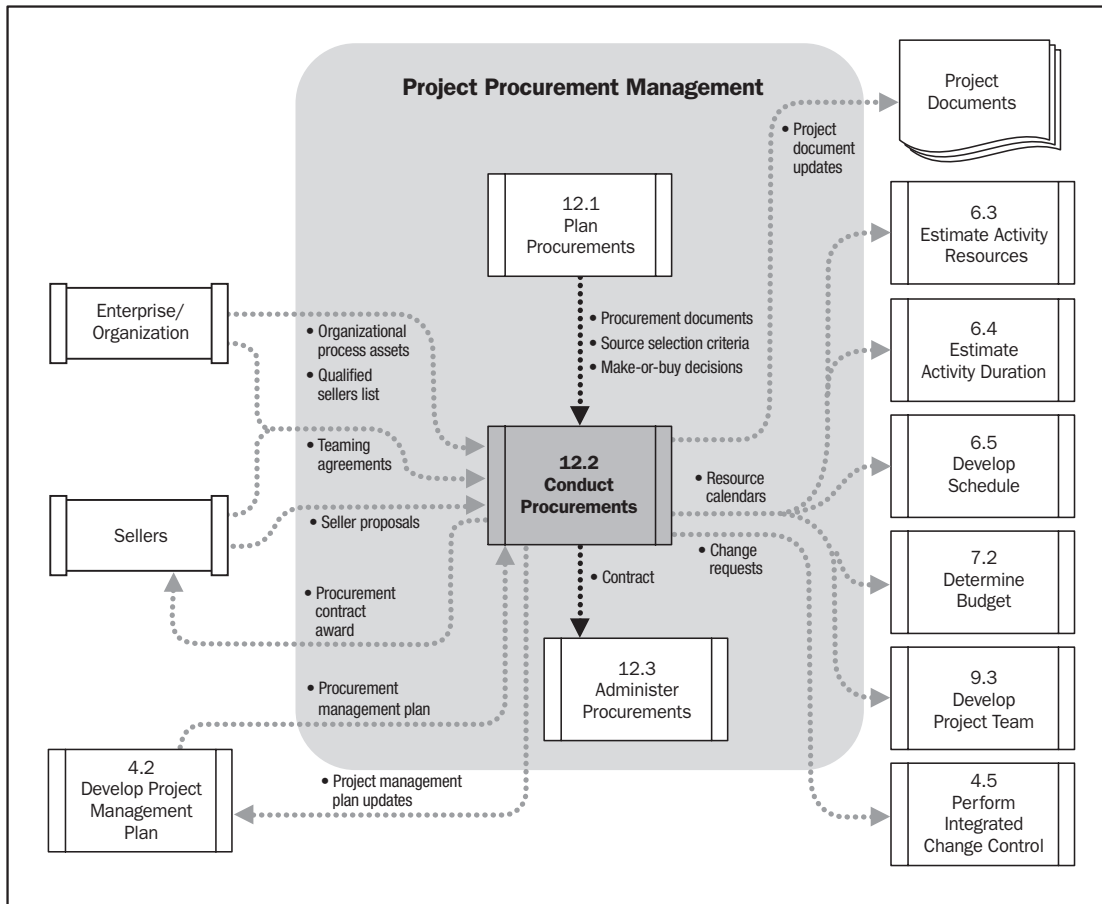 Project Procurement Management
Project
Documents
• Project
document
updates
12.1
Plan
Procurements
6.3
Estimate Activity
Resources
Enterprise/
Organization
• Organizational
process assets
• Qualified
sellers list
• Procurement documents
• Source selection criteria
• Make-or-buy decisions
6.4
Estimate
Activity Duration
• Teaming
agreements
12.2
Conduct
Procurements
• Resource
calendars
6.5
Develop
Schedule
Sellers
• Seller proposals
• Change
requests
• Contract
7.2
Determine
Budget
• Procurement
contract
award
12.3
Administer
Procurements
9.3
Develop
Project Team
• Procurement
management plan
4.2
Develop Project
Management
Plan
• Project management
plan updates
4.5
Perform
Integrated
Change Control